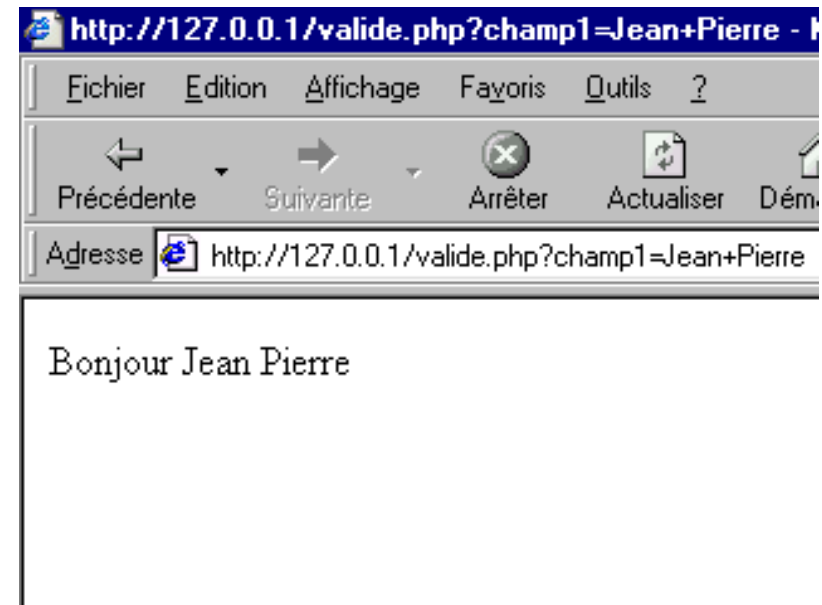 http://127.0.0.1/valide.php?champ1=Jean+Pierre -
Fichier Edition Affichage Favoris Outils ?
Précédente Suivante Arrêter Actualiser
Adresse http://127.0.0.1/valide.php?champ1=Jean+Pierre
Bonjour Jean Pierre